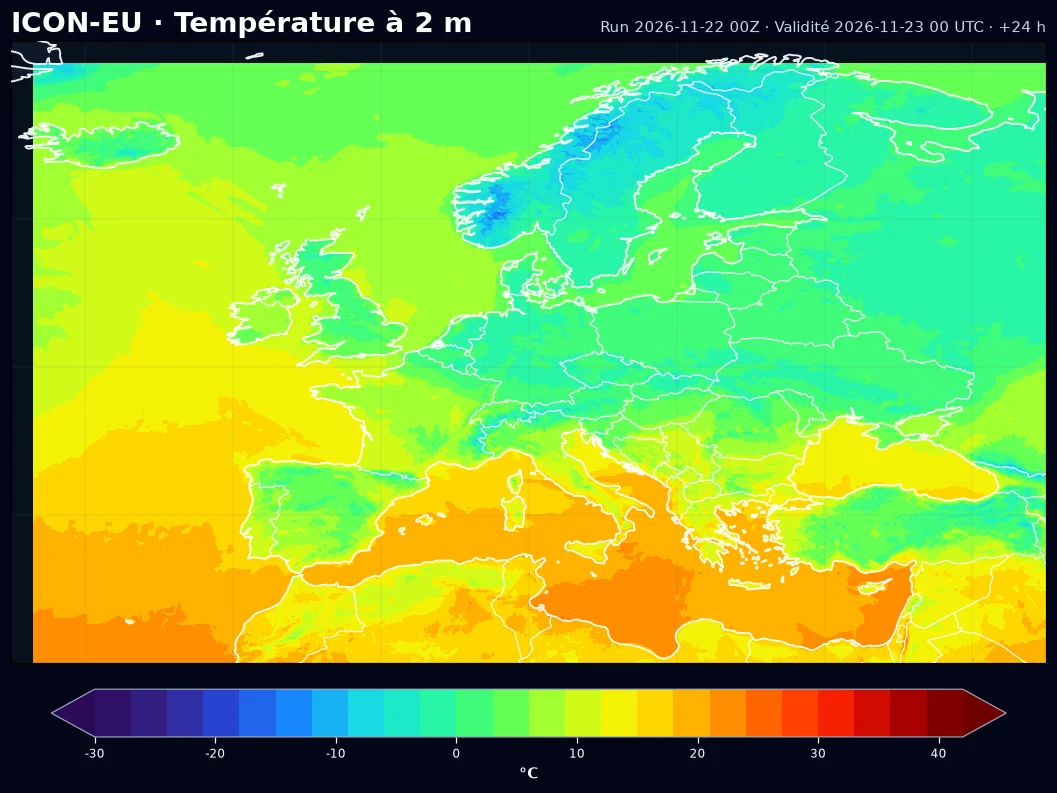 ICON-EU · Température à 2 m
Run 2026-11-22 00Z · Validité 2026-11-23 00 UTC · +24 h
-30 -20 -10 0 10 20 30 40
°C